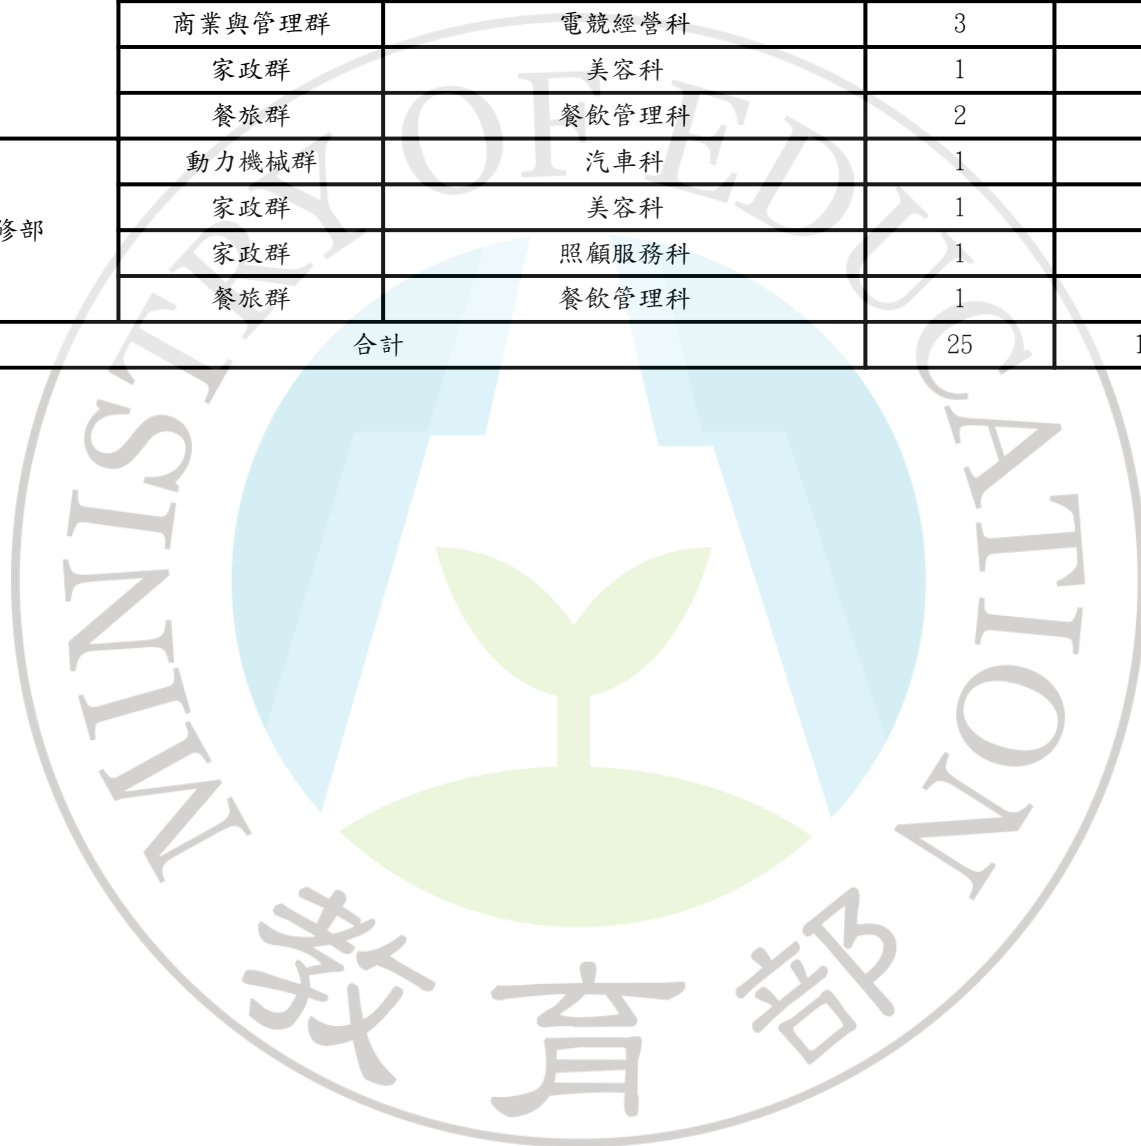 商業與管理群 電競經營科 3
家政群 美容科 1
餐旅群 餐飲管理科 2
動力機械群 汽車科 1
修部
家政群 美容科 1
家政群 照顧服務科 1
餐旅群 餐飲管理科 1
合計 25 1
MINISTRY OF EDUCATION
教育部